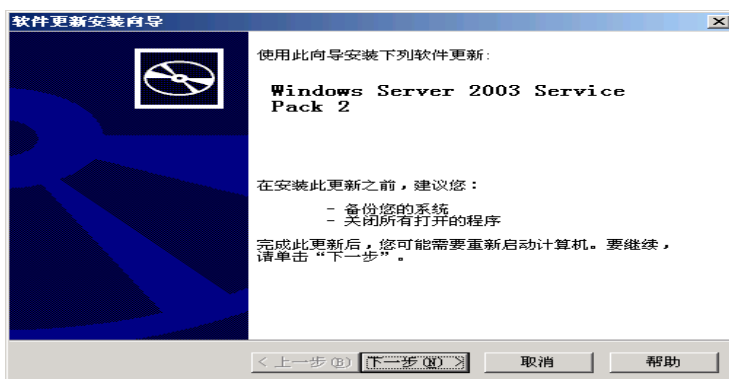 软件更新安装向导
使用此向导安装下列软件更新:
Windows Server 2003 Service
Pack 2
在安装此更新之前，建议您：
- 备份您的系统
- 关闭所有打开的程序
完成此更新后，您可能需要重新启动计算机。要继续，
请单击“下一步”。
< 上一步(B) 下一步(N) > 取消 帮助